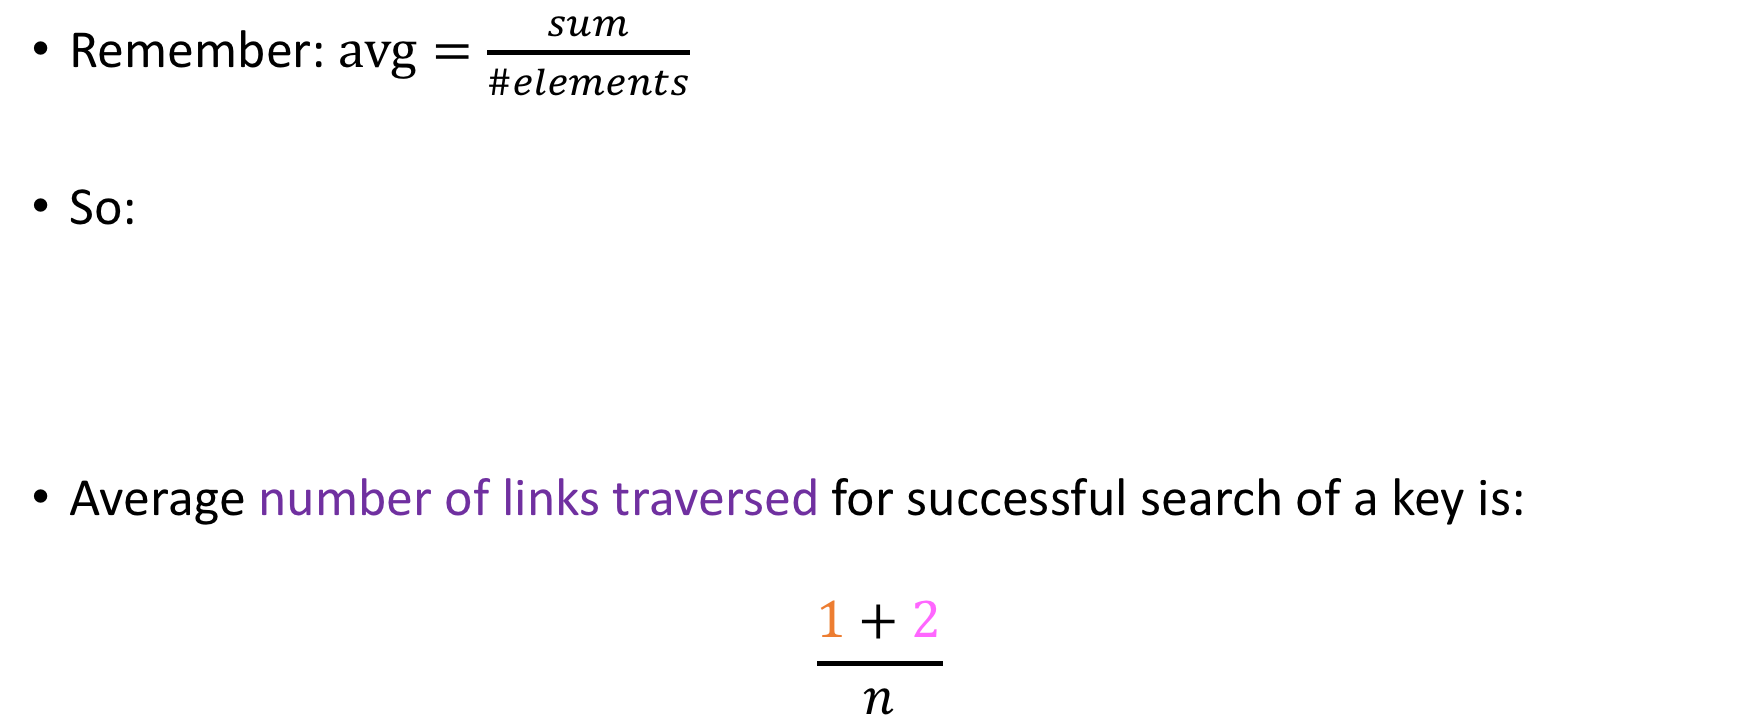 • Remember: avg = sum / #elements
• So:
• Average number of links traversed for successful search of a key is:
1 + 2 / n